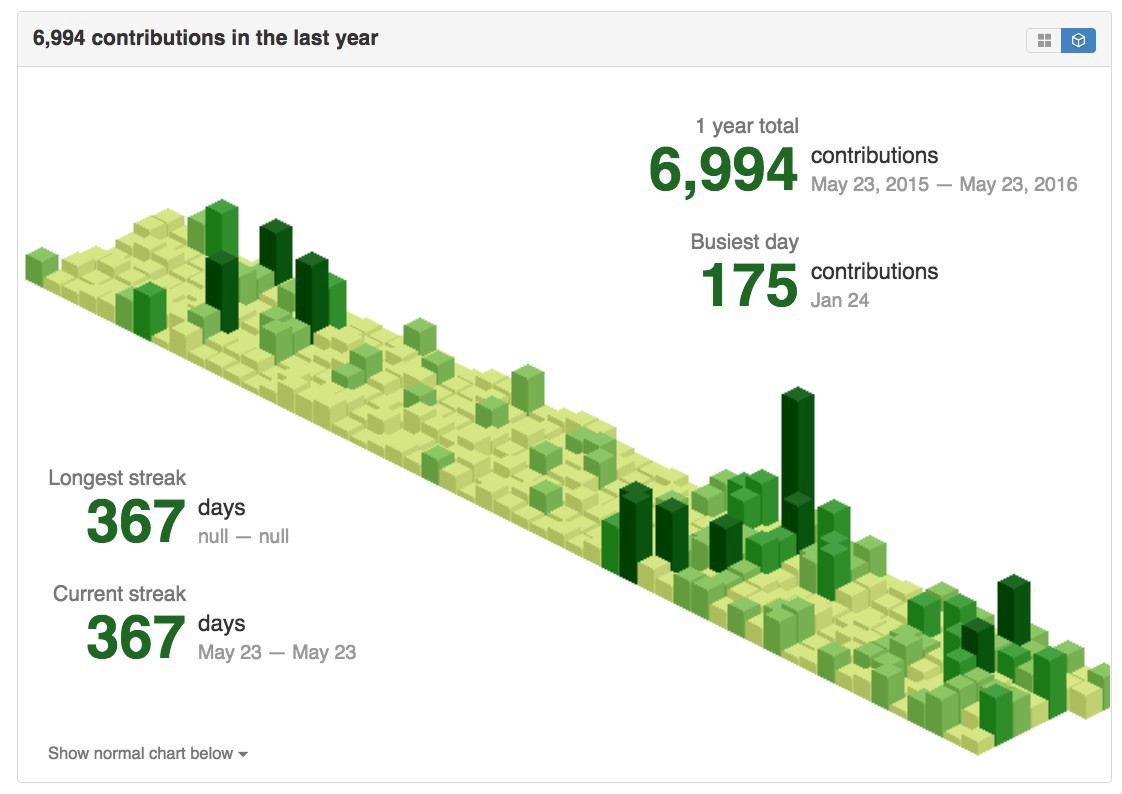 6,994 contributions in the last year
1 year total
6,994 contributions
May 23, 2015 — May 23, 2016
Busiest day
175 contributions
Jan 24
Longest streak
367 days
null — null
Current streak
367 days
May 23 — May 23
Show normal chart below